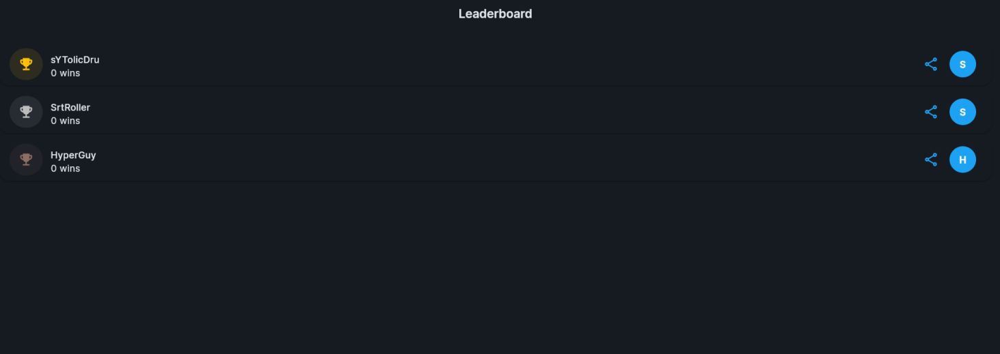 Leaderboard
sYTolicDru
0 wins
S
SrtRoller
0 wins
S
HyperGuy
0 wins
H